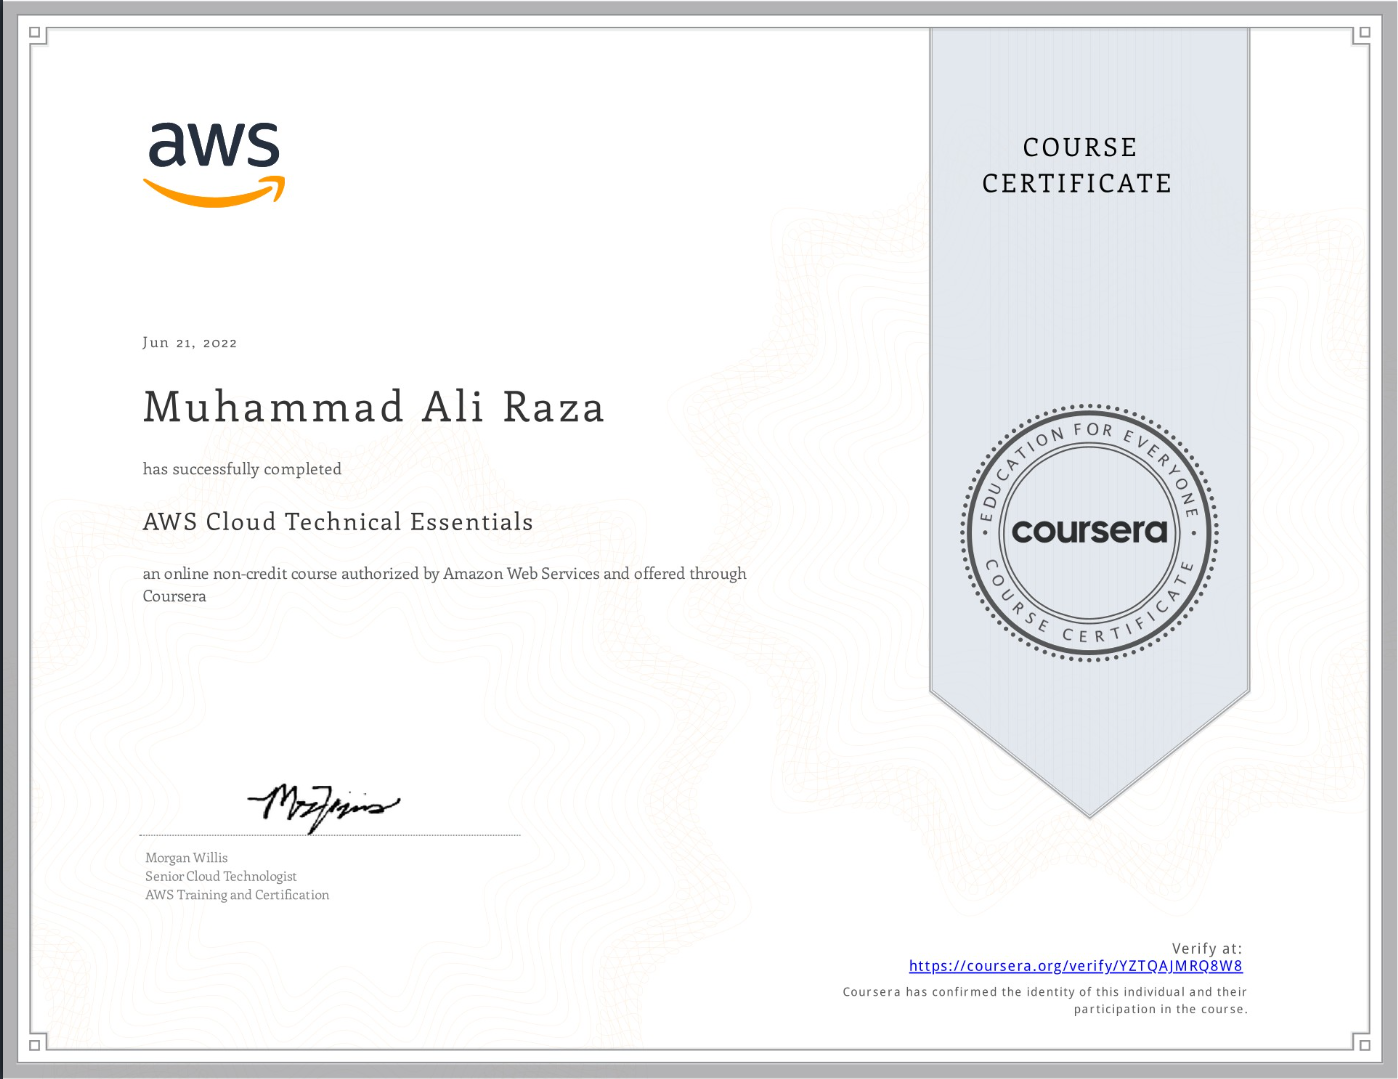 aws
COURSE
CERTIFICATE
Jun 21, 2022
Muhammad Ali Raza
has successfully completed
AWS Cloud Technical Essentials
an online non-credit course authorized by Amazon Web Services and offered through
Coursera
EDUCATION FOR EVERYONE
coursera
COURSE CERTIFICATE
Morgan Willis
Senior Cloud Technologist
AWS Training and Certification
Verify at:
https://coursera.org/verify/YZTQAJMRQ8W8
Coursera has confirmed the identity of this individual and their
participation in the course.